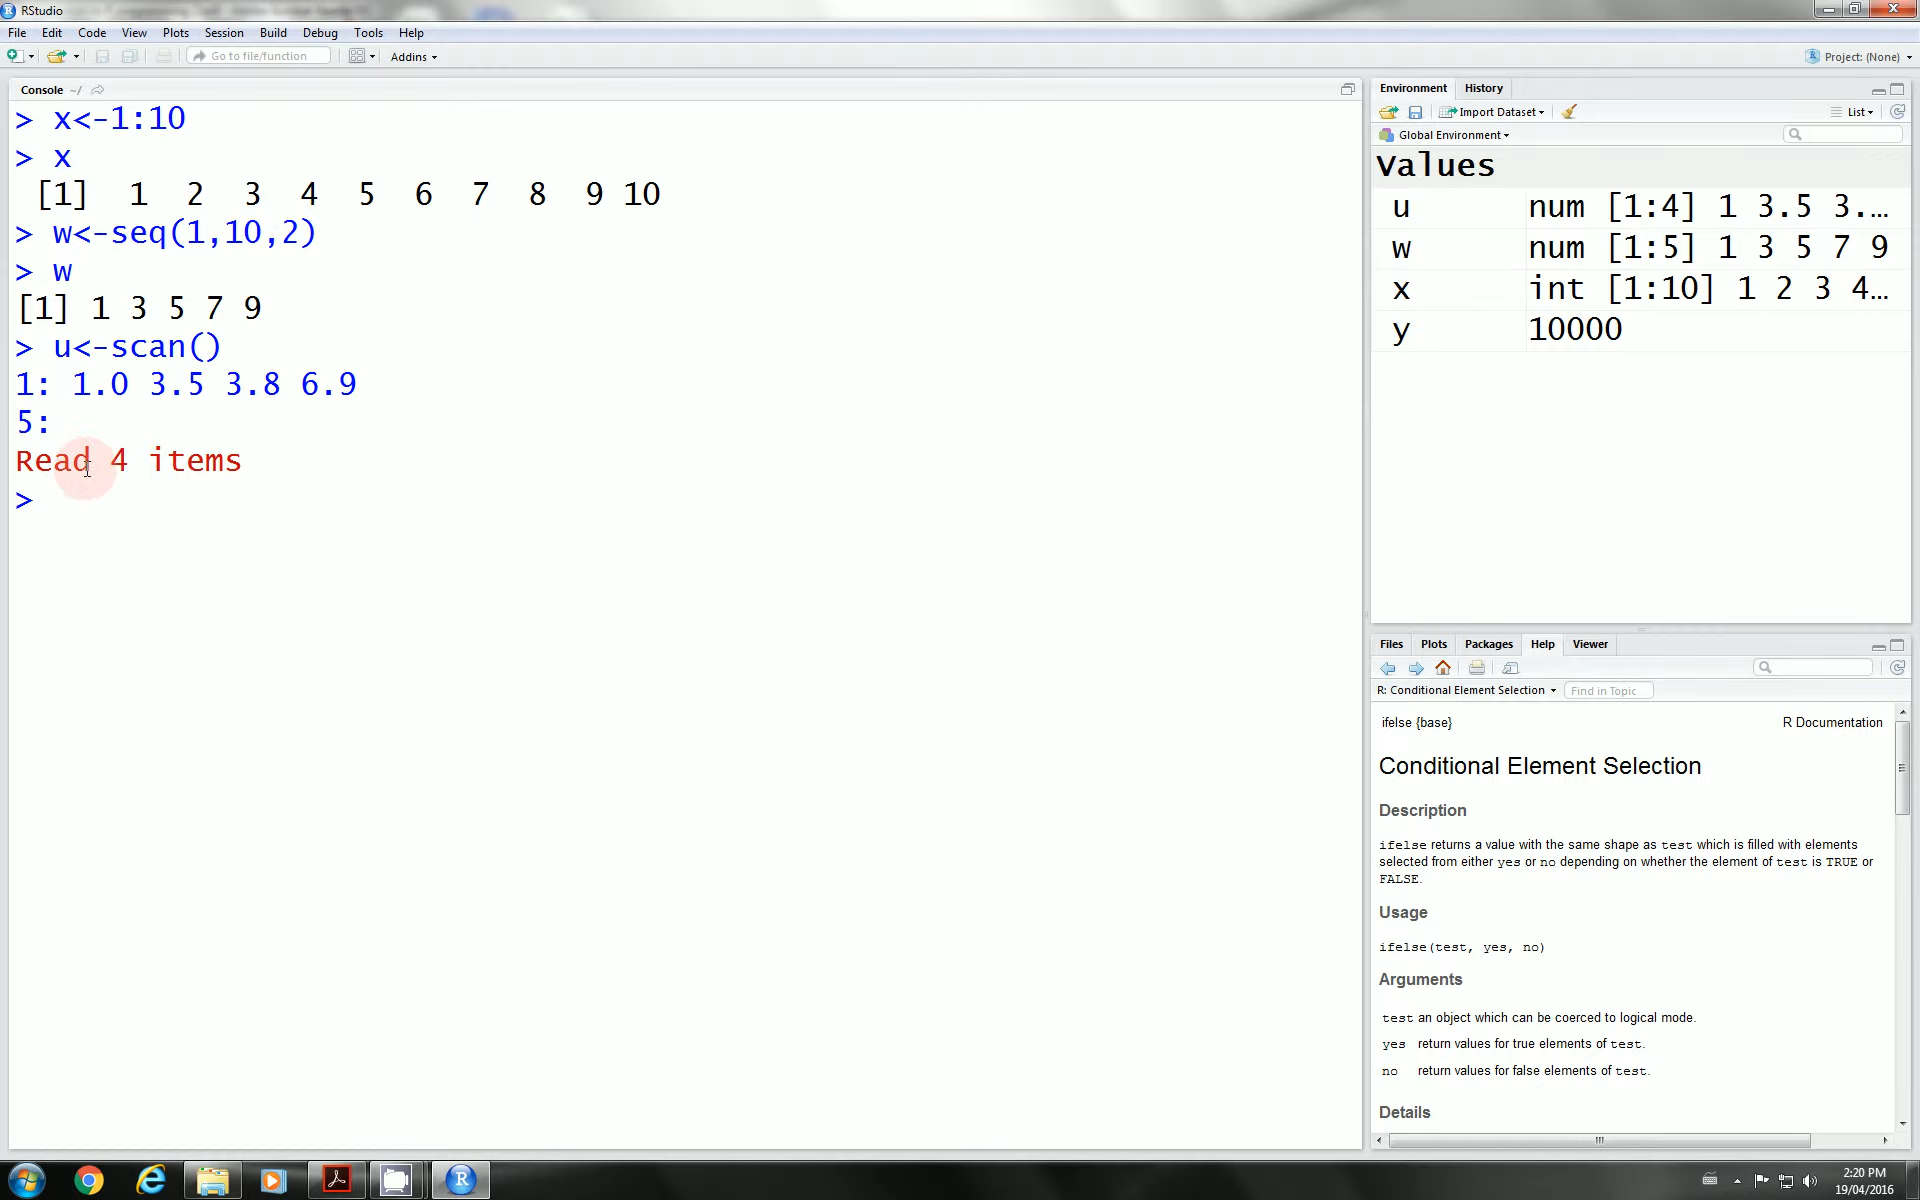 RStudio
File Edit Code View Plots Session Build Debug Tools Help
Go to file/function Addins Project: (None)
Console ~/
> x<-1:10
> x
[1] 1 2 3 4 5 6 7 8 9 10
> w<-seq(1,10,2)
> w
[1] 1 3 5 7 9
> u<-scan()
1: 1.0 3.5 3.8 6.9
5:
Read 4 items
>
Environment History
Import Dataset List
Global Environment
Values
u num [1:4] 1 3.5 3.…
w num [1:5] 1 3 5 7 9
x int [1:10] 1 2 3 4…
y 10000
Files Plots Packages Help Viewer
R: Conditional Element Selection Find in Topic
ifelse {base} R Documentation
Conditional Element Selection
Description
ifelse returns a value with the same shape as test which is filled with elements
selected from either yes or no depending on whether the element of test is TRUE or
FALSE.
Usage
ifelse(test, yes, no)
Arguments
test an object which can be coerced to logical mode.
yes return values for true elements of test.
no return values for false elements of test.
Details
2:20 PM
19/04/2016